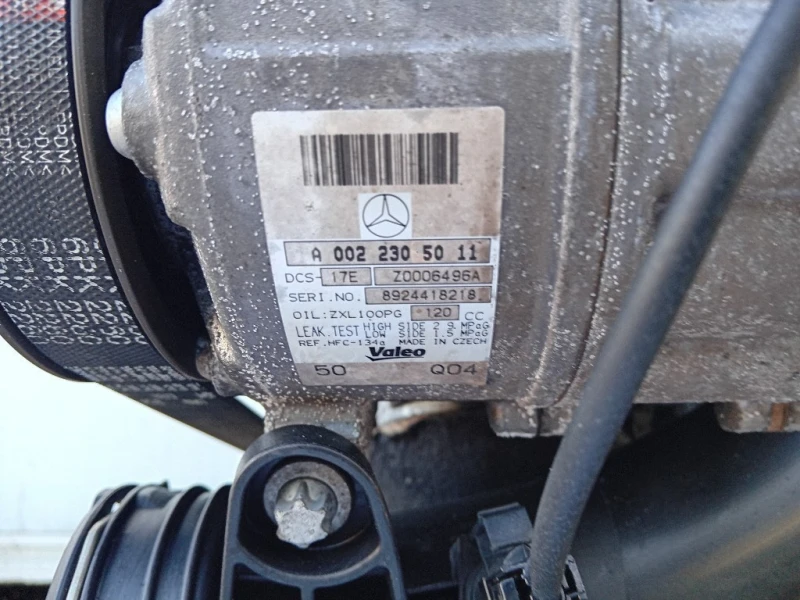 A 002 230 50 11
DCS-17E Z0006496A
SERI.NO. 8924418218
OIL:ZXL100PG *120 CC
LEAK.TEST HIGH SIDE 2.9 MPaG
LOW SIDE 1.5 MPaG
REF.HFC-134a MADE IN CZECH
Valeo
50 Q04
6PK